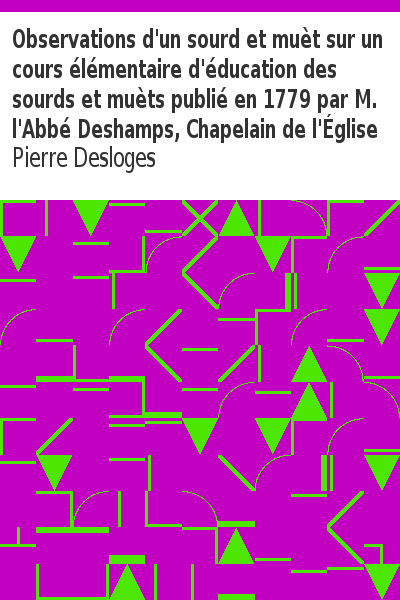 Observations d'un sourd et muèt sur un
cours élémentaire d'éducation des
sourds et muèts publié en 1779 par M.
l'Abbé Deshamps, Chapelain de l'Église
Pierre Desloges